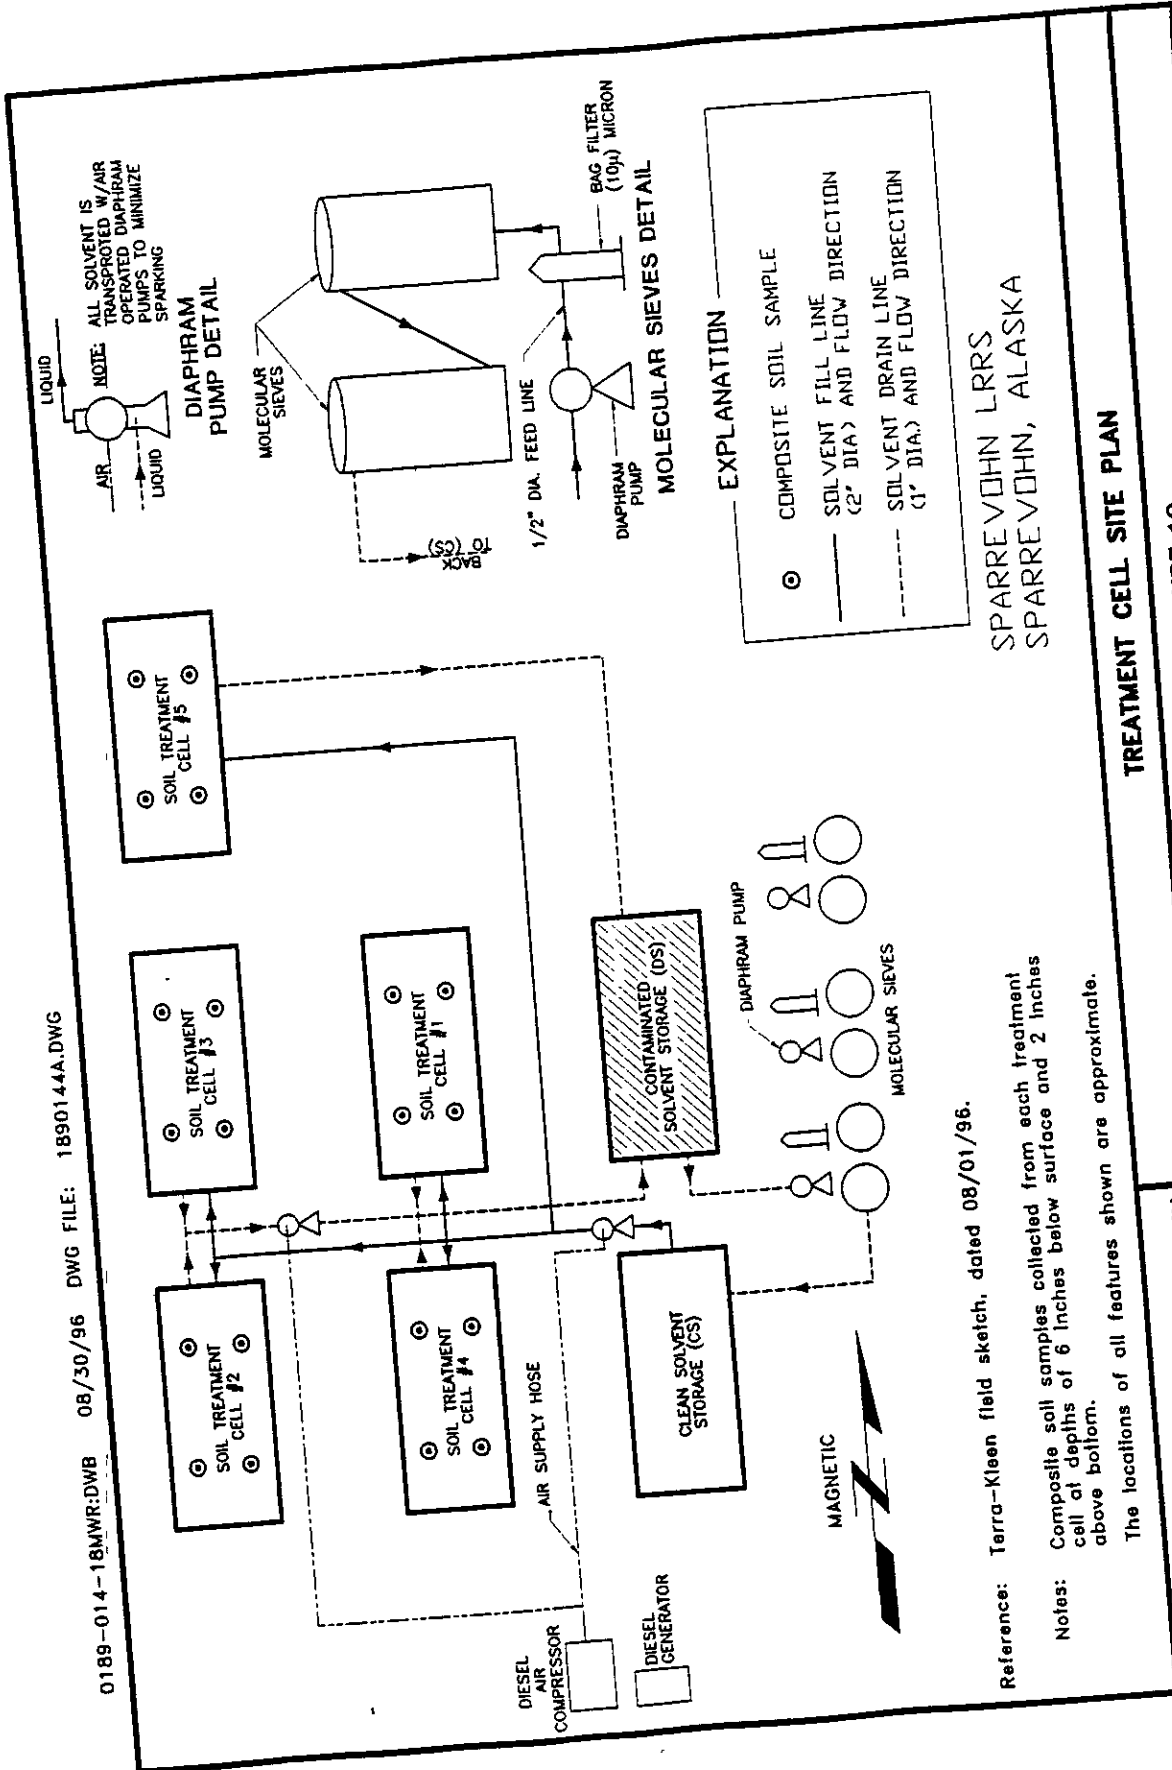 0189-014-18MWR:DWB 08/30/96 DWG FILE: 1890144A.DWG
SOIL TREATMENT
CELL #2
SOIL TREATMENT
CELL #3
SOIL TREATMENT
CELL #5
SOIL TREATMENT
CELL #4
SOIL TREATMENT
CELL #1
LIQUID
AIR
LIQUID
NOTE: ALL SOLVENT IS
TRANSPROTED W/AIR
OPERATED DIAPHRAM
PUMPS TO MINIMIZE
SPARKING
DIAPHRAM
PUMP DETAIL
MOLECULAR
SIEVES
BACK
TO (CS)
1/2" DIA. FEED LINE
BAG FILTER
(10µ) MICRON
DIAPHRAM
PUMP
MOLECULAR SIEVES DETAIL
DIESEL
AIR
COMPRESSOR
DIESEL
GENERATOR
AIR SUPPLY HOSE
CLEAN SOLVENT
STORAGE (CS)
CONTAMINATED
SOLVENT STORAGE (DS)
DIAPHRAM PUMP
MOLECULAR SIEVES
MAGNETIC
EXPLANATION
COMPOSITE SOIL SAMPLE
SOLVENT FILL LINE
(2" DIA) AND FLOW DIRECTION
SOLVENT DRAIN LINE
(1" DIA.) AND FLOW DIRECTION
Reference: Terra-Kleen field sketch, dated 08/01/96.
Notes: Composite soil samples collected from each treatment
cell at depths of 6 inches below surface and 2 inches
above bottom.
The locations of all features shown are approximate.
SPARREVOHN LRRS
SPARREVOHN, ALASKA
TREATMENT CELL SITE PLAN